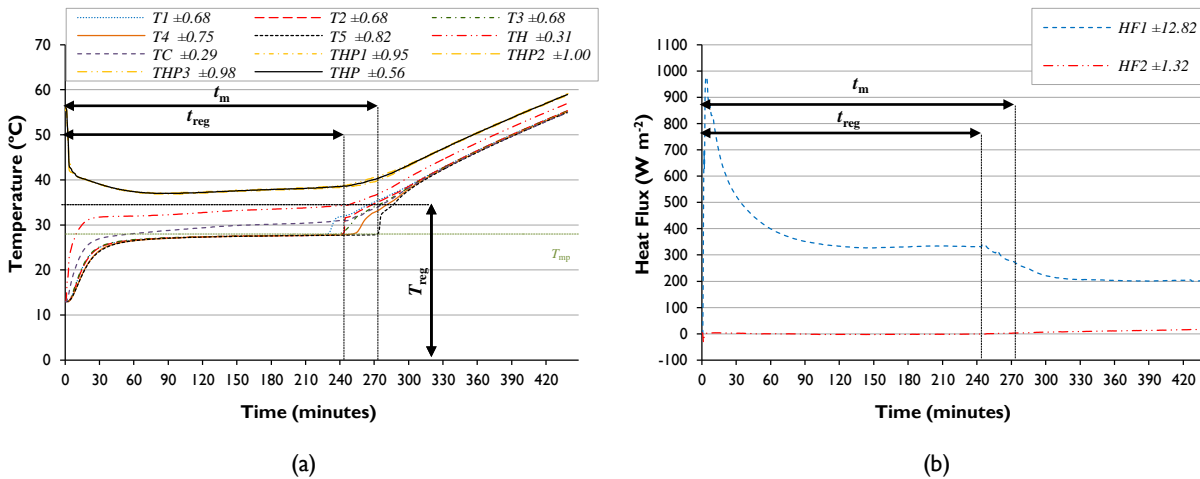 T1 ±0.68 T2 ±0.68 T3 ±0.68
T4 ±0.75 T5 ±0.82 TH ±0.31
TC ±0.29 THP1 ±0.95 THP2 ±1.00
THP3 ±0.98 THP ±0.56
70
60
50
40
30
20
10
0
Temperature (°C)
tm
treg
Treg
Tmp
0 30 60 90 120 150 180 210 240 270 300 330 360 390 420
Time (minutes)
(a)
HF1 ±12.82
HF2 ±1.32
1100
1000
900
800
700
600
500
400
300
200
100
0
-100
Heat Flux (W m-2)
tm
treg
0 30 60 90 120 150 180 210 240 270 300 330 360 390 420
Time (minutes)
(b)